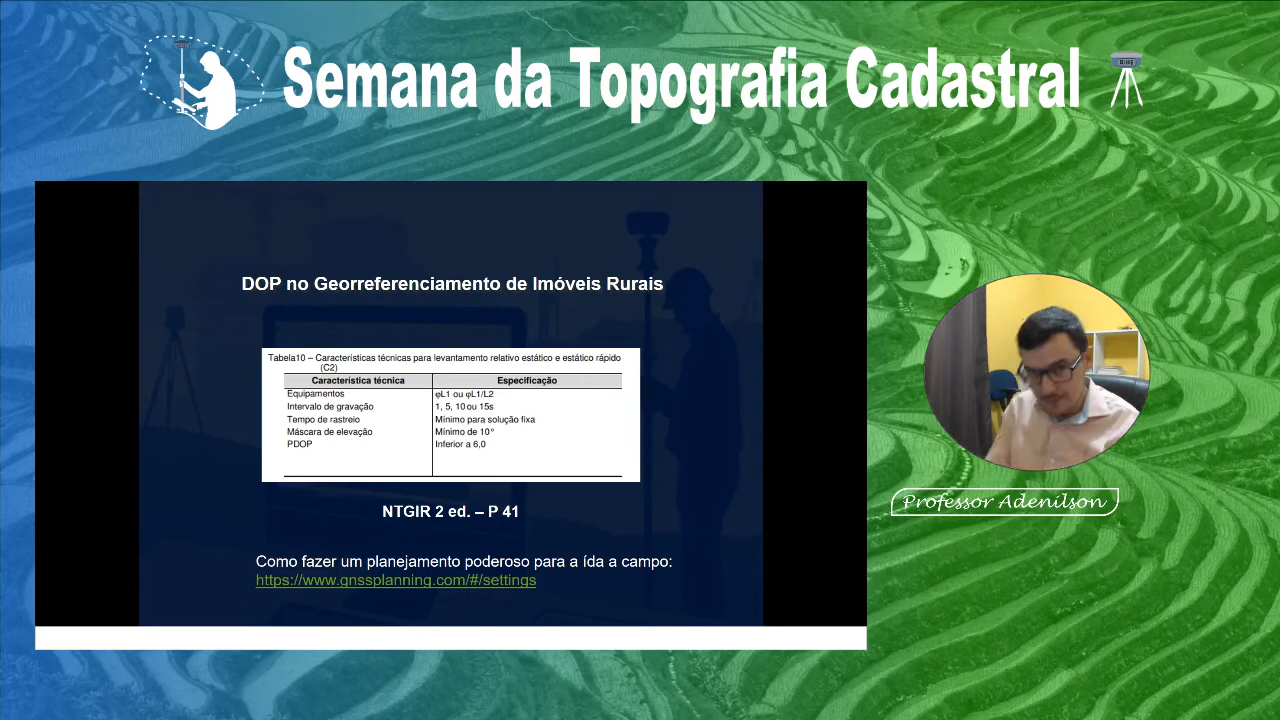 Semana da Topografia Cadastral
DOP no Georreferenciamento de Imóveis Rurais
Tabela10 – Características técnicas para levantamento relativo estático e estático rápido
(C2)
Característica técnica Especificação
Equipamentos φL1 ou φL1/L2
Intervalo de gravação 1, 5, 10 ou 15s
Tempo de rastreio Mínimo para solução fixa
Máscara de elevação Mínimo de 10°
PDOP Inferior a 6,0
NTGIR 2 ed. – P 41
Como fazer um planejamento poderoso para a ída a campo:
https://www.gnssplanning.com/#/settings
Professor Adenilson